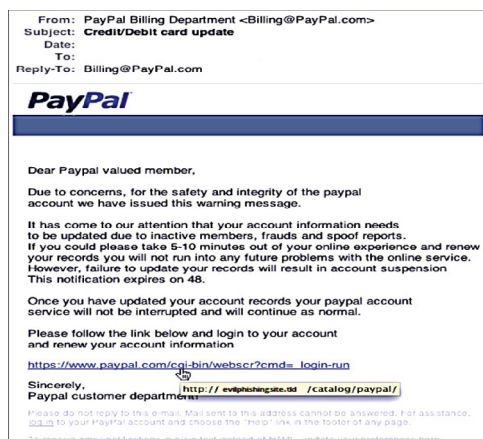 From: PayPal Billing Department <Billing@PayPal.com>
Subject: Credit/Debit card update
Date:
To:
Reply-To: Billing@PayPal.com
PayPal
Dear Paypal valued member,
Due to concerns, for the safety and integrity of the paypal
account we have issued this warning message.
It has come to our attention that your account information needs
to be updated due to inactive members, frauds and spoof reports.
If you could please take 5-10 minutes out of your online experience and renew
your records you will not run into any future problems with the online service.
However, failure to update your records will result in account suspension
This notification expires on 48.
Once you have updated your account records your paypal account
service will not be interrupted and will continue as normal.
Please follow the link below and login to your account
and renew your account information
https://www.paypal.com/cgi-bin/webscr?cmd=_login-run
Sincerely,
http:// evilphishingsite.tld /catalog/paypal/
Paypal customer department!
Please do not reply to this e-mail. Mail sent to this address cannot be answered. For assistance,
log in to your PayPal account and choose the "Help" link in the footer of any page.